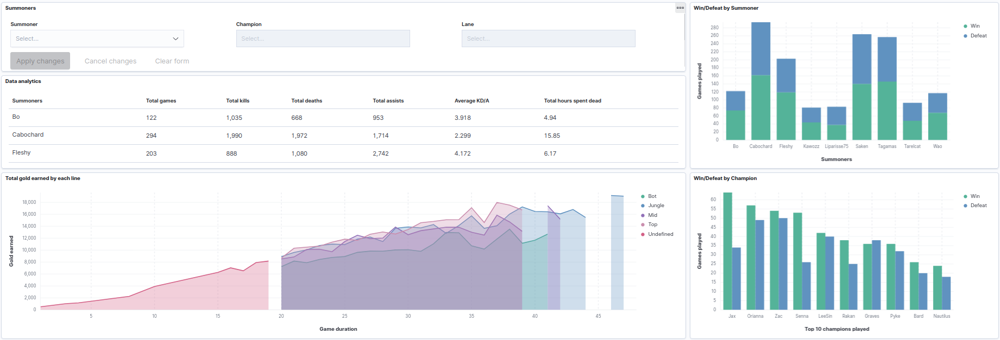 Summoners
Summoner Champion Lane
Select... Select... Select...
Apply changes Cancel changes Clear form
Data analytics
Summoners Total games Total kills Total deaths Total assists Average KD/A Total hours spent dead
Bo 122 1,035 668 953 3.918 4.94
Cabochard 294 1,990 1,972 1,714 2.299 15.85
Fleshy 203 888 1,080 2,742 4.172 6.17
Total gold earned by each line
Gold earned
18,000
16,000
14,000
12,000
10,000
8,000
6,000
4,000
2,000
0
5 10 15 20 25 30 35 40 45
Game duration
Bot
Jungle
Mid
Top
Undefined
Win/Defeat by Summoner
Games played
280
260
240
220
200
180
160
140
120
100
80
60
40
20
0
Bo Cabochard Fleshy Kawozz Liparisse75 Saken Tagamas Tarelcat Wao
Summoners
Win
Defeat
WIn/Defeat by Champion
Games played
60
55
50
45
40
35
30
25
20
15
10
5
0
Jax Orianna Zac Senna LeeSin Rakan Graves Pyke Bard Nautilus
Top 10 champions played
Win
Defeat